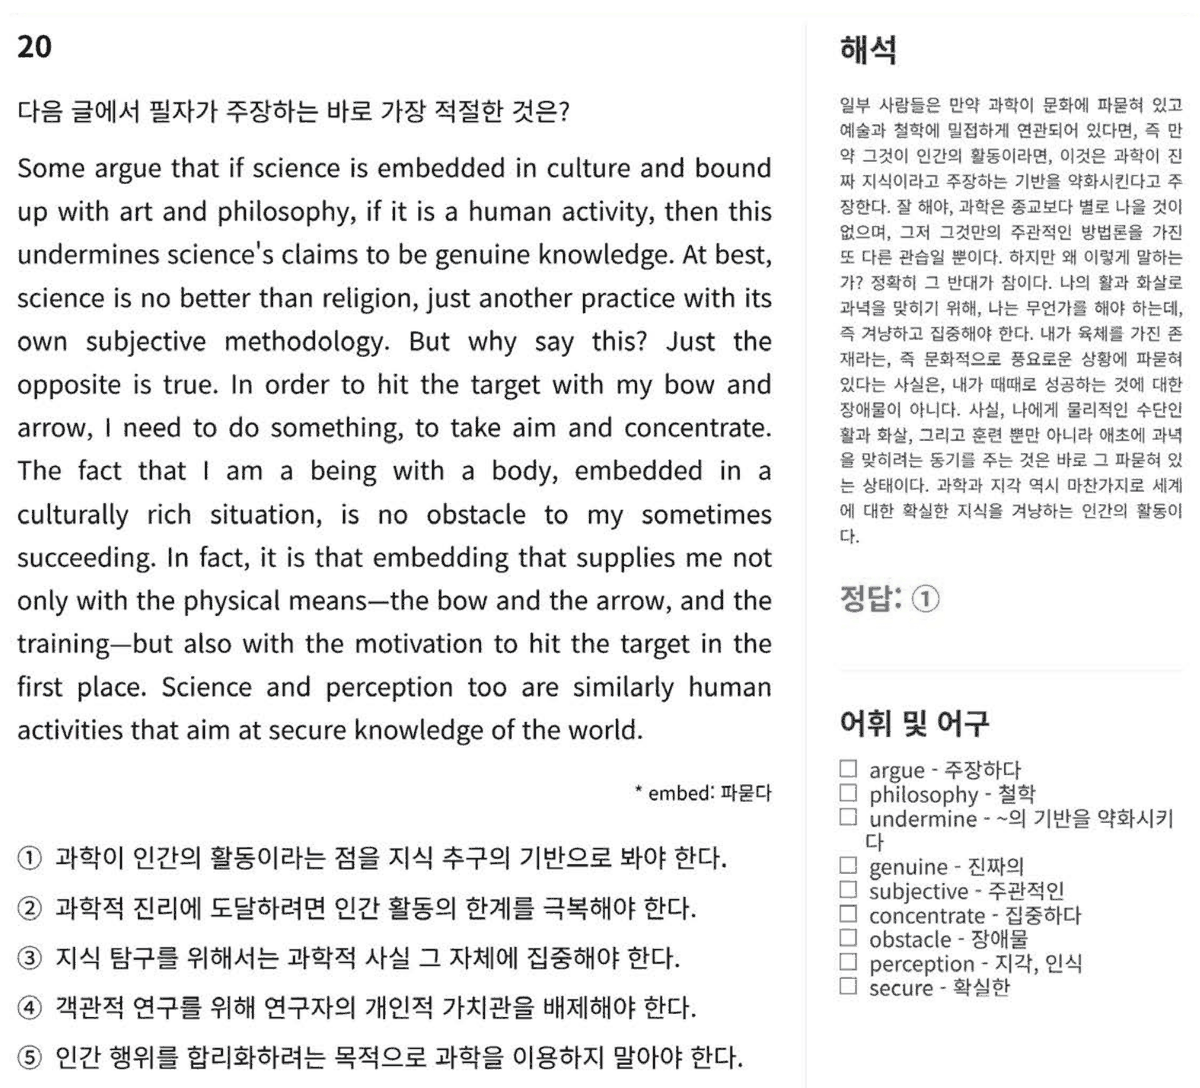 20
다음 글에서 필자가 주장하는 바로 가장 적절한 것은?
Some argue that if science is embedded in culture and bound
up with art and philosophy, if it is a human activity, then this
undermines science's claims to be genuine knowledge. At best,
science is no better than religion, just another practice with its
own subjective methodology. But why say this? Just the
opposite is true. In order to hit the target with my bow and
arrow, I need to do something, to take aim and concentrate.
The fact that I am a being with a body, embedded in a
culturally rich situation, is no obstacle to my sometimes
succeeding. In fact, it is that embedding that supplies me not
only with the physical means—the bow and the arrow, and the
training—but also with the motivation to hit the target in the
first place. Science and perception too are similarly human
activities that aim at secure knowledge of the world.
* embed: 파묻다
① 과학이 인간의 활동이라는 점을 지식 추구의 기반으로 봐야 한다.
② 과학적 진리에 도달하려면 인간 활동의 한계를 극복해야 한다.
③ 지식 탐구를 위해서는 과학적 사실 그 자체에 집중해야 한다.
④ 객관적 연구를 위해 연구자의 개인적 가치관을 배제해야 한다.
⑤ 인간 행위를 합리화하려는 목적으로 과학을 이용하지 말아야 한다.
해석
일부 사람들은 만약 과학이 문화에 파묻혀 있고
예술과 철학에 밀접하게 연관되어 있다면, 즉 만
약 그것이 인간의 활동이라면, 이것은 과학이 진
짜 지식이라고 주장하는 기반을 약화시킨다고 주
장한다. 잘 해야, 과학은 종교보다 별로 나을 것이
없으며, 그저 그것만의 주관적인 방법론을 가진
또 다른 관습일 뿐이다. 하지만 왜 이렇게 말하는
가? 정확히 그 반대가 참이다. 나의 활과 화살로
과녁을 맞히기 위해, 나는 무언가를 해야 하는데,
즉 겨냥하고 집중해야 한다. 내가 육체를 가진 존
재라는, 즉 문화적으로 풍요로운 상황에 파묻혀
있다는 사실은, 내가 때때로 성공하는 것에 대한
장애물이 아니다. 사실, 나에게 물리적인 수단인
활과 화살, 그리고 훈련 뿐만 아니라 애초에 과녁
을 맞히려는 동기를 주는 것은 바로 그 파묻혀 있
는 상태이다. 과학과 지각 역시 마찬가지로 세계
에 대한 확실한 지식을 겨냥하는 인간의 활동이
다.
정답: ①
어휘 및 어구
□ argue - 주장하다
□ philosophy - 철학
□ undermine - ~의 기반을 약화시키
다
□ genuine - 진짜의
□ subjective - 주관적인
□ concentrate - 집중하다
□ obstacle - 장애물
□ perception - 지각, 인식
□ secure - 확실한